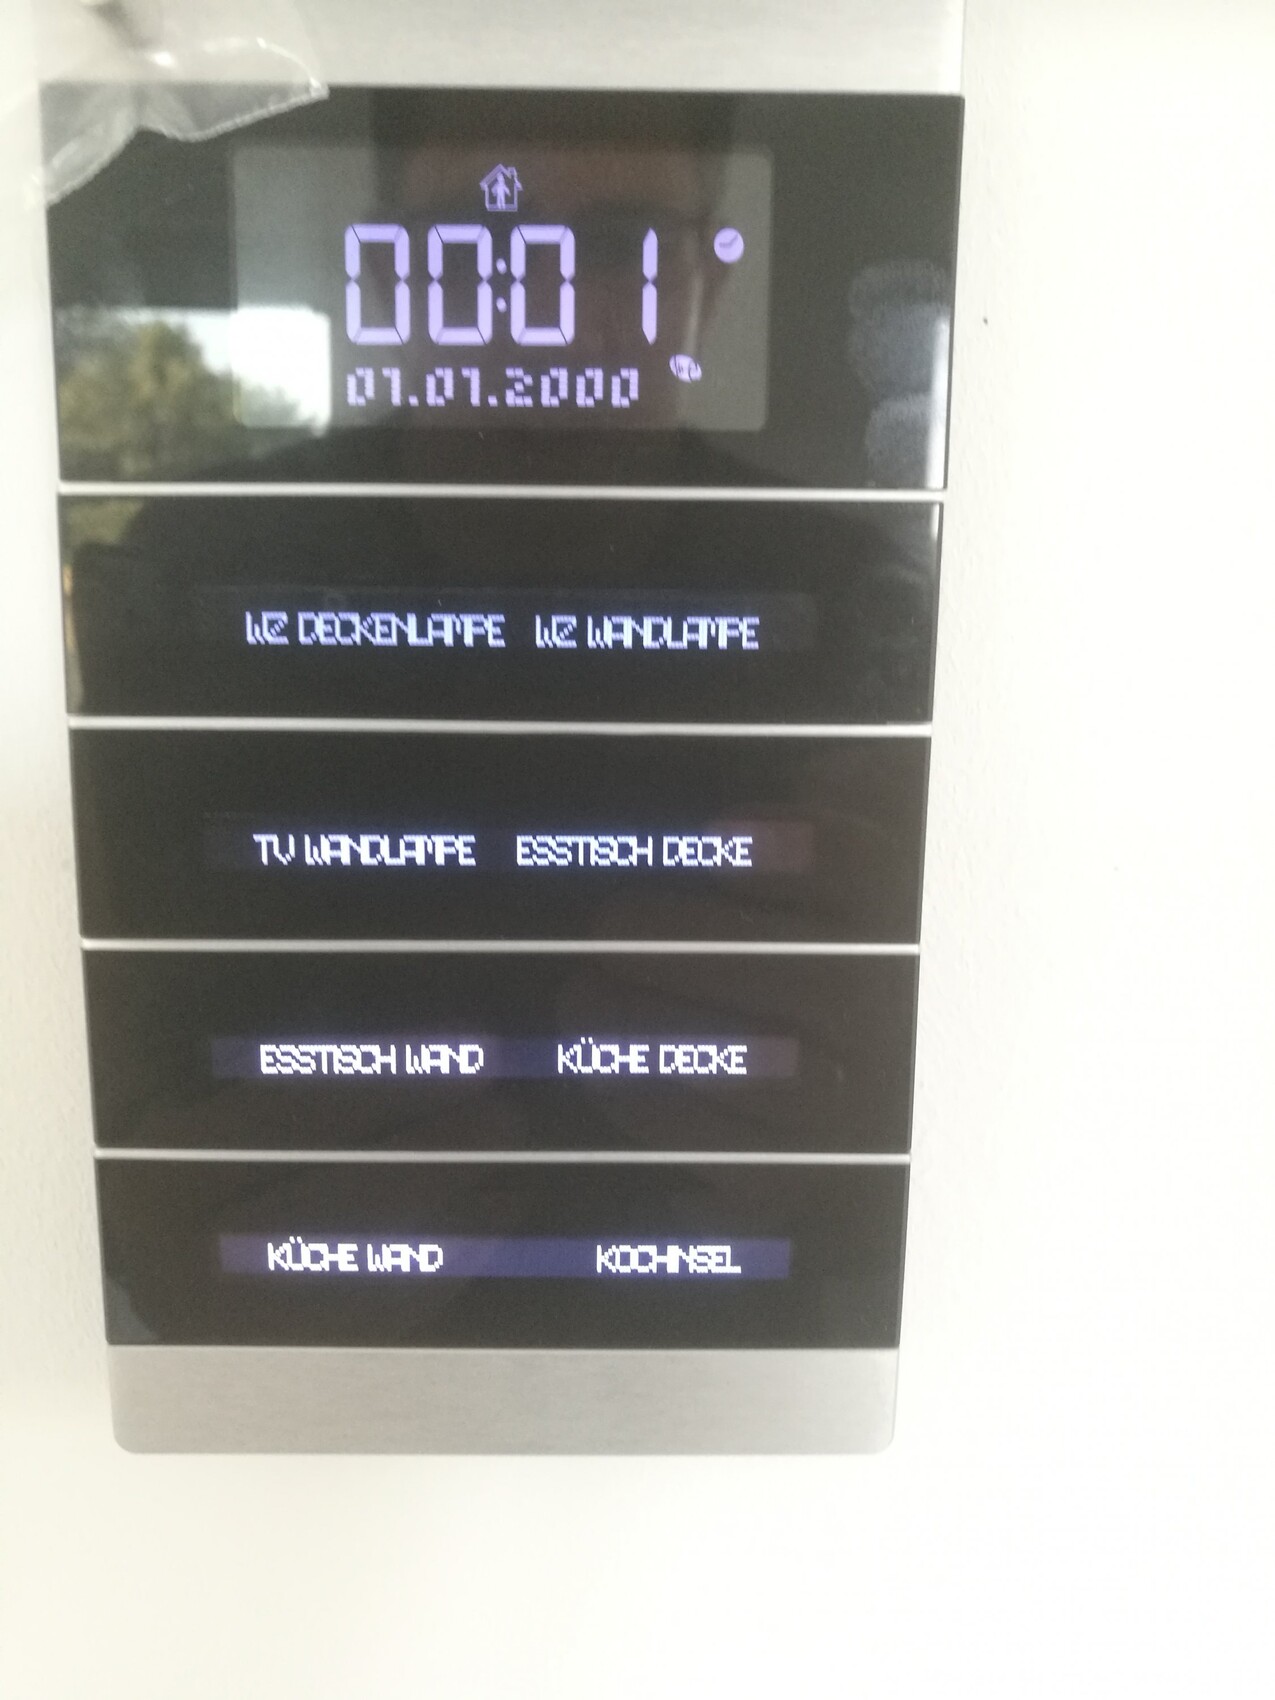 00:01
01.01.2000
WZ DECKENLAMPE WZ WANDLAMPE
TV WANDLAMPE ESSTISCH DECKE
ESSTISCH WAND KÜCHE DECKE
KÜCHE WAND KOCHINSEL